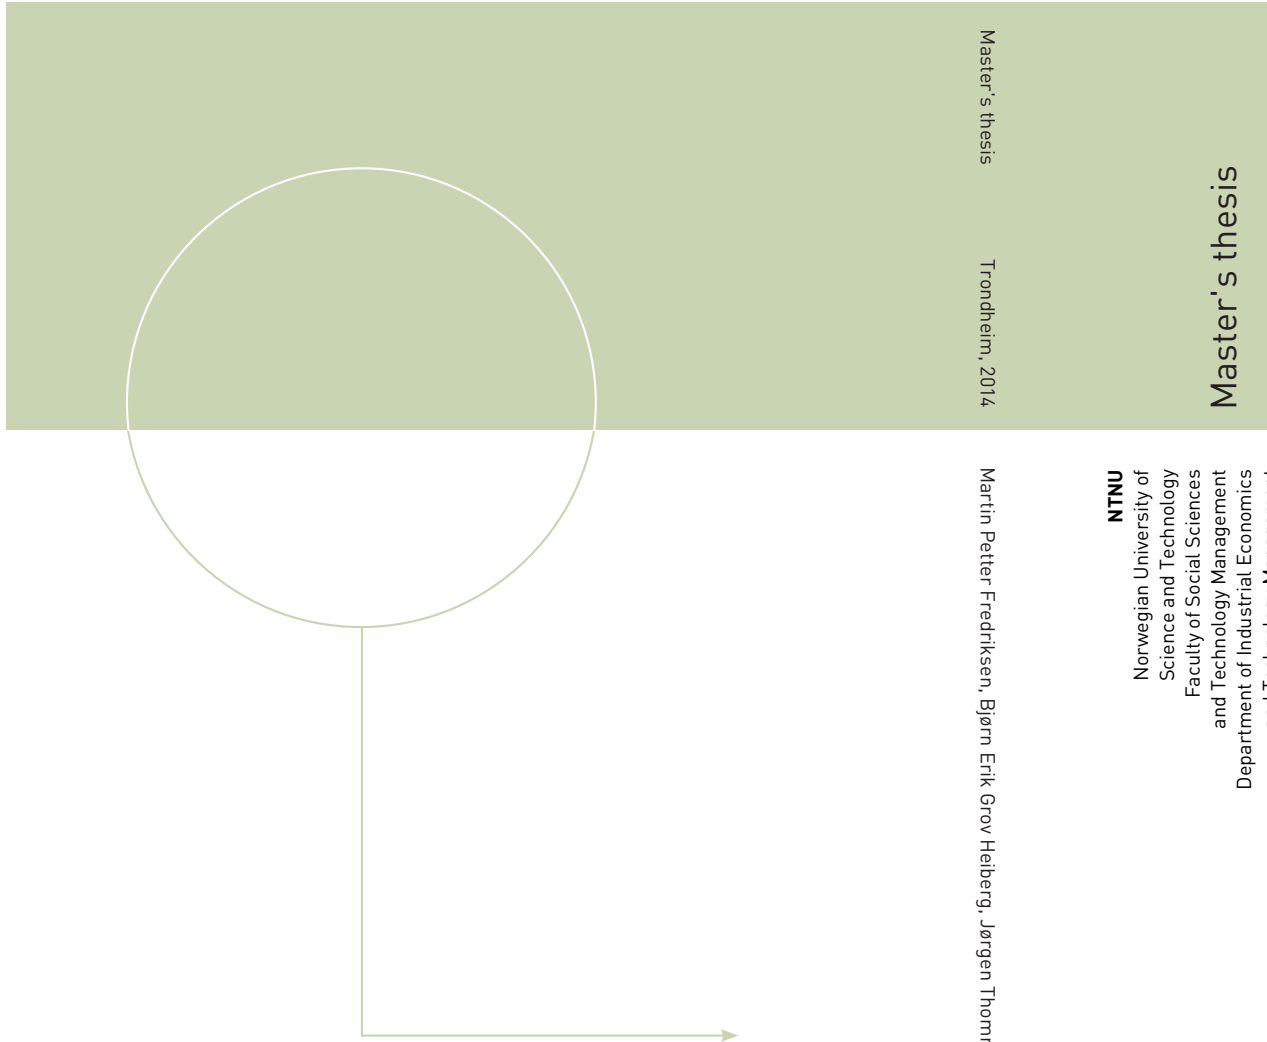 Master's thesis
Trondheim, 2014
Martin Petter Fredriksen, Bjørn Erik Grov Heiberg, Jørgen
Master's thesis
NTNU
Norwegian University of
Science and Technology
Faculty of Social Sciences
and Technology Management
Department of Industrial Economics